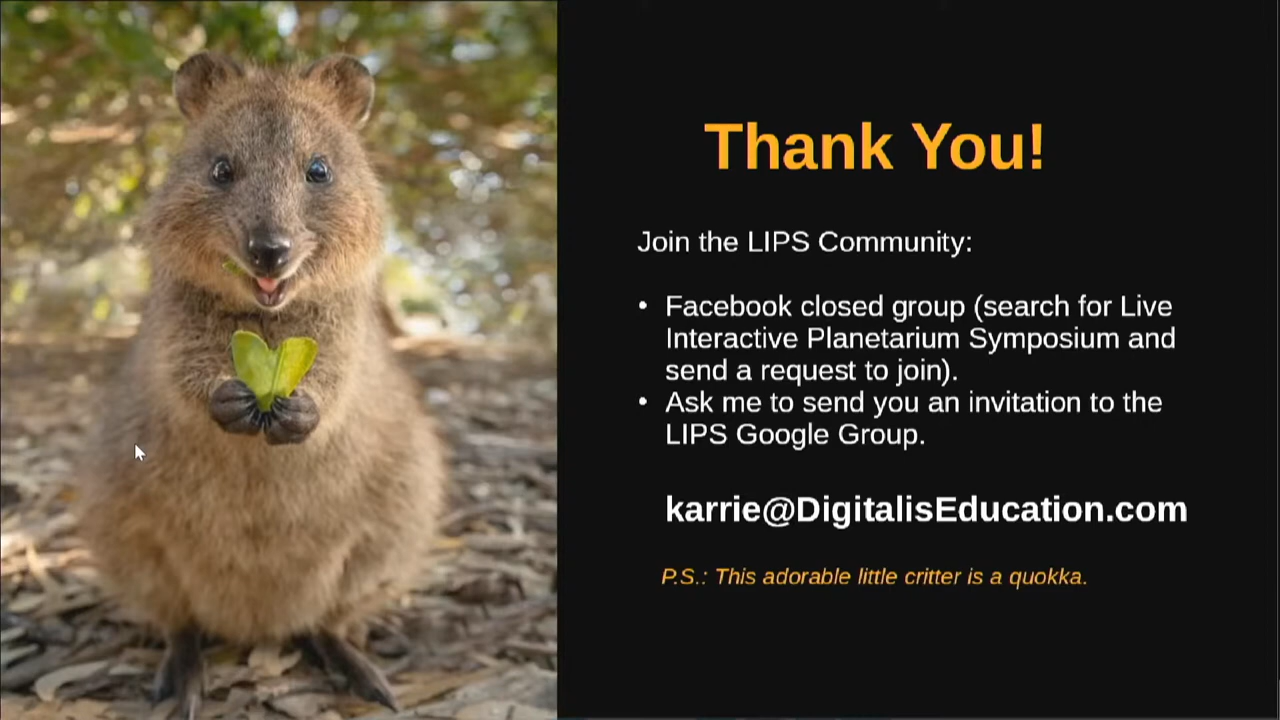 Thank You!
Join the LIPS Community:
• Facebook closed group (search for Live
Interactive Planetarium Symposium and
send a request to join).
• Ask me to send you an invitation to the
LIPS Google Group.
karrie@DigitalisEducation.com
P.S.: This adorable little critter is a quokka.